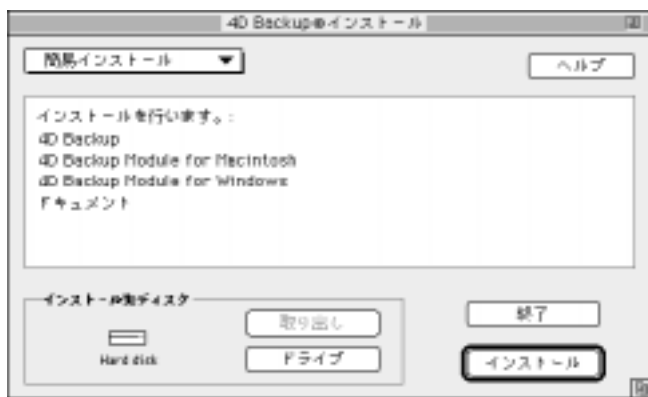 4D Backupのインストール
簡易インストール
ヘルプ
インストールを行います。:
4D Backup
4D Backup Module for Macintosh
4D Backup Module for Windows
ドキュメント
インストール先ディスク
取り出し
終了
Hard disk
ドライブ
インストール